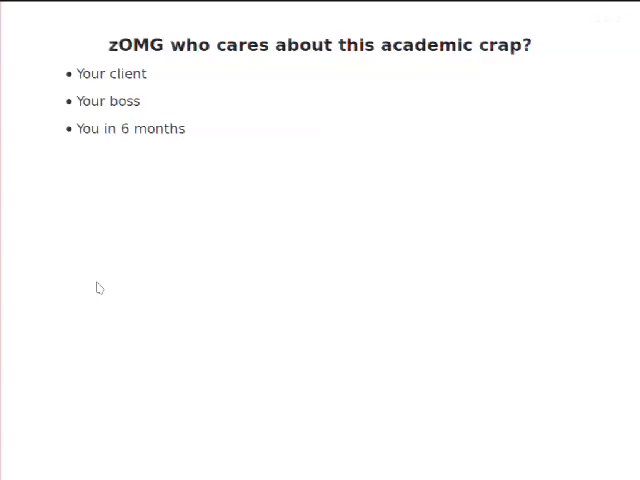 zOMG who cares about this academic crap?
• Your client
• Your boss
• You in 6 months